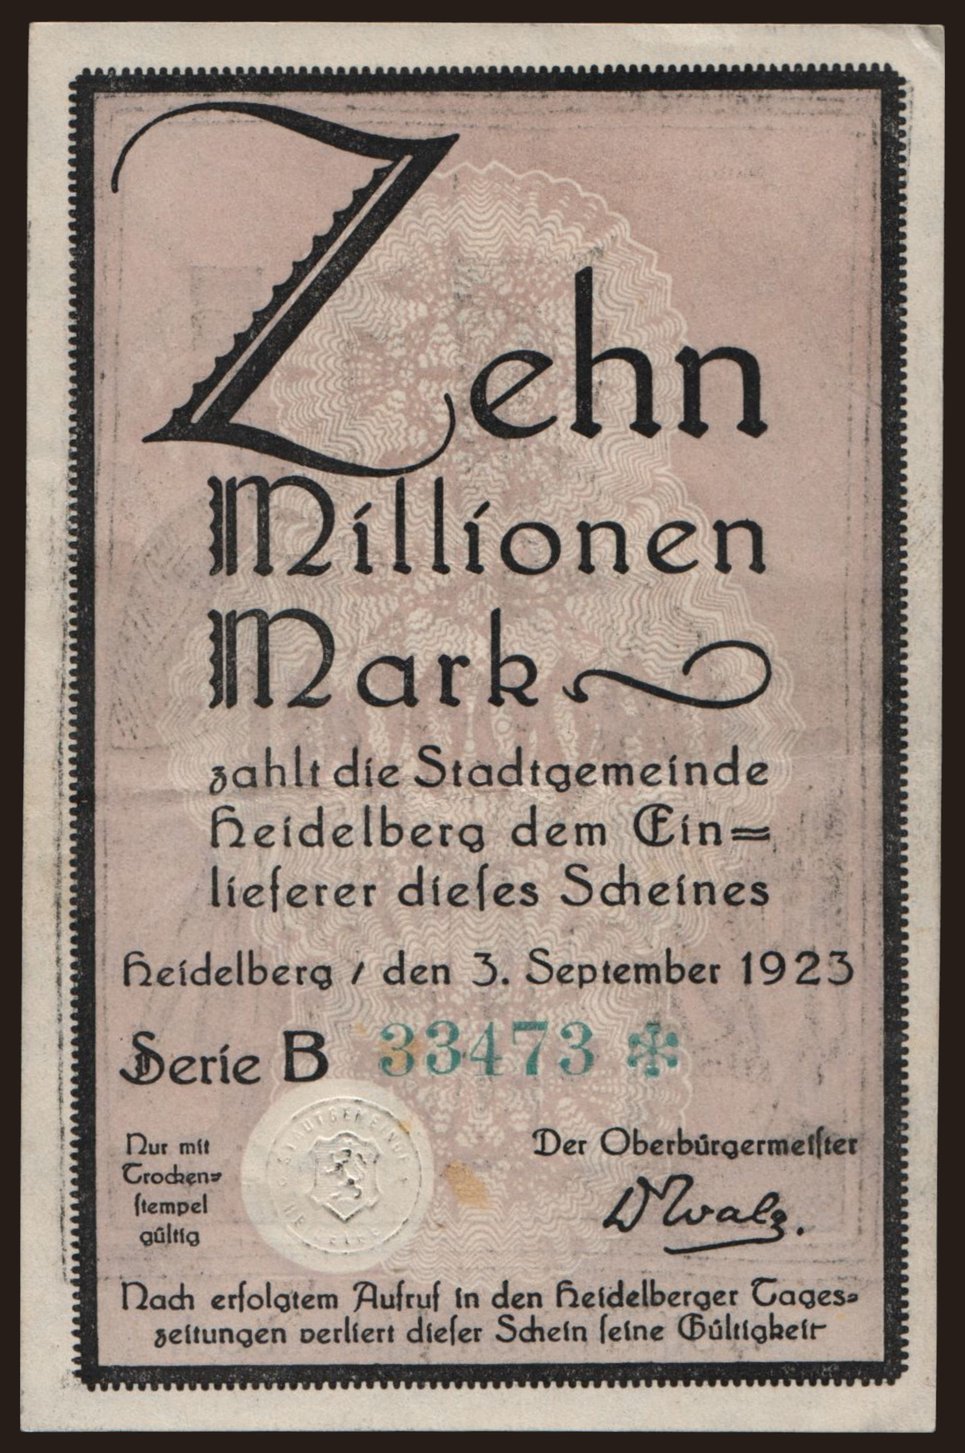 Zehn
Millionen
Mark
zahlt die Stadtgemeinde
Heidelberg dem Ein=
lieferer dieſes Scheines
Heidelberg / den 3. September 1923
Serie B 33473 *
Nur mit
Trocken=
ſtempel
gültig
STADTGEMEINDE
Der Oberbürgermeiſter
D Walz.
Nach erfolgtem Aufruf in den Heidelberger Tages=
zeitungen verliert dieſer Schein ſeine Gültigkeit